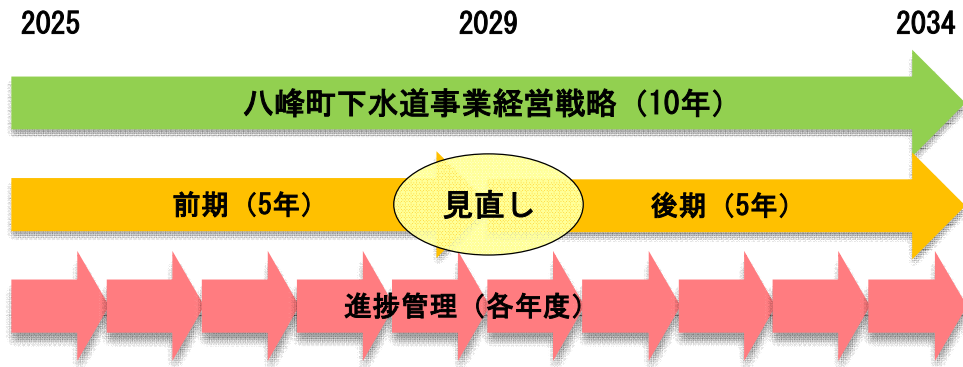 2025 2029 2034
八峰町下水道事業経営戦略（10年）
前期（5年） 見直し 後期（5年）
進捗管理（各年度）